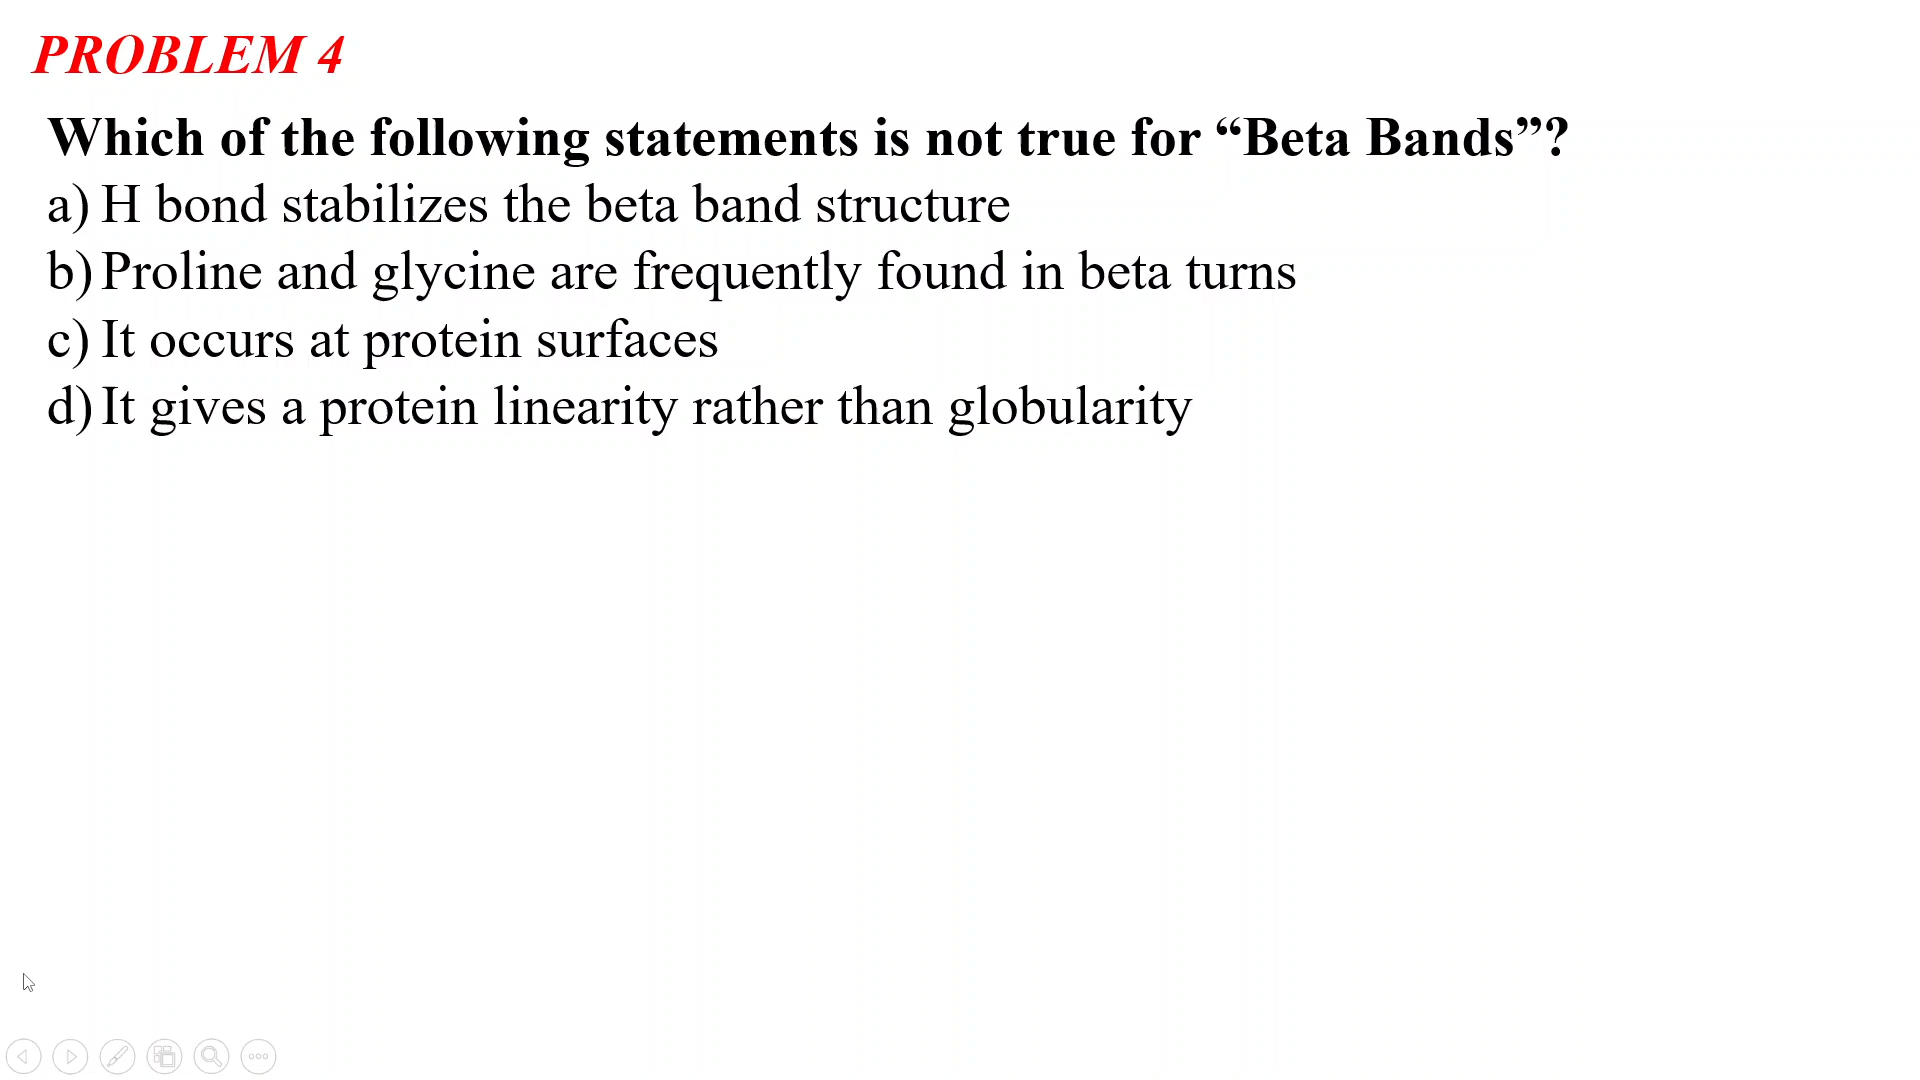 PROBLEM 4
Which of the following statements is not true for “Beta Bands”?
a) H bond stabilizes the beta band structure
b) Proline and glycine are frequently found in beta turns
c) It occurs at protein surfaces
d) It gives a protein linearity rather than globularity